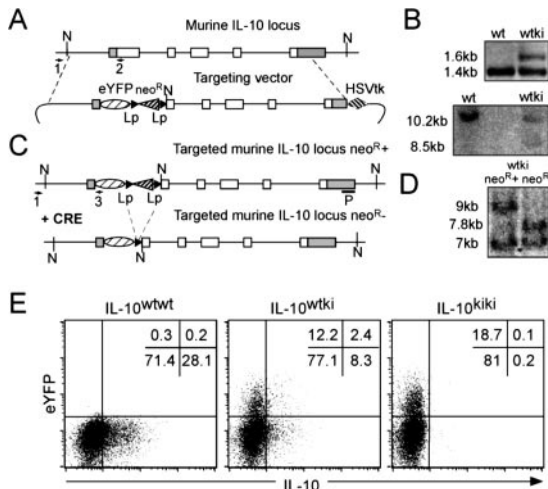 A
Murine IL-10 locus
N
N
1
2
Targeting vector
eYFP neoᴿ N
HSVtk
Lp
Lp
B
wt wtki
1.6kb
1.4kb
wt wtki
10.2kb
8.5kb
C
Targeted murine IL-10 locus neoᴿ+
N
N
N
1
3
Lp
Lp
P
+ CRE
Targeted murine IL-10 locus neoᴿ-
N
N
N
D
wtki
neoᴿ+ neoᴿ-
9kb
7.8kb
7kb
E
IL-10ʷᵗʷᵗ
IL-10ʷᵗᵏⁱ
IL-10ᵏⁱᵏⁱ
0.3 0.2
71.4 28.1
12.2 2.4
77.1 8.3
18.7 0.1
81 0.2
eYFP
IL-10